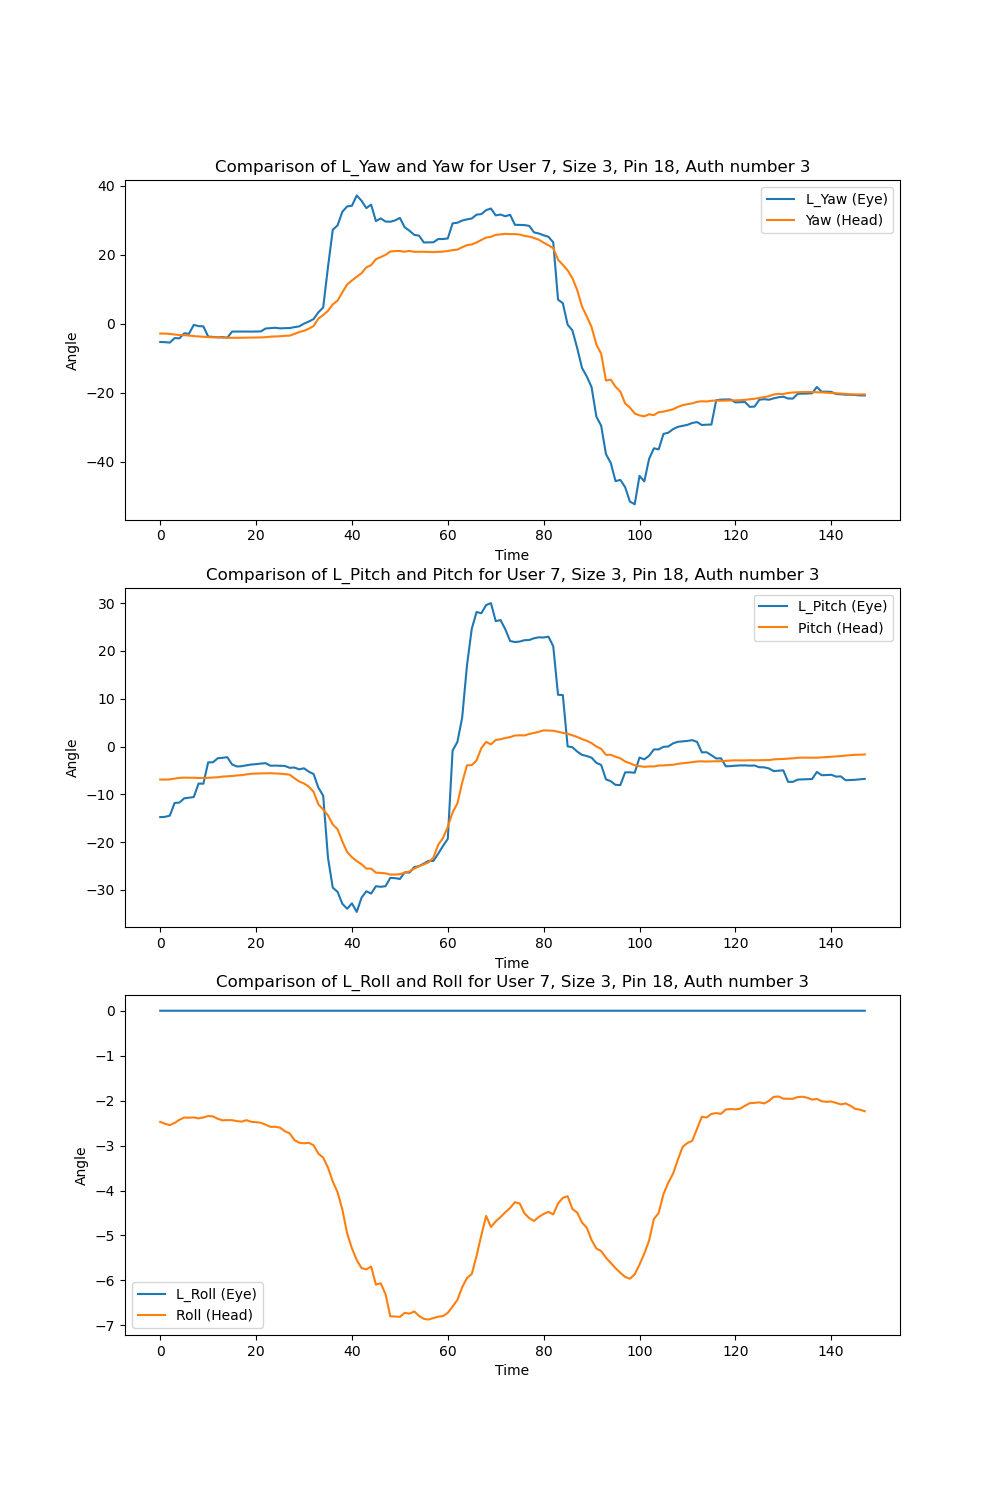 Comparison of L_Yaw and Yaw for User 7, Size 3, Pin 18, Auth number 3
40
20
0
−20
−40
Angle
L_Yaw (Eye)
Yaw (Head)
0 20 40 60 80 100 120 140
Time
Comparison of L_Pitch and Pitch for User 7, Size 3, Pin 18, Auth number 3
30
20
10
0
−10
−20
−30
Angle
L_Pitch (Eye)
Pitch (Head)
0 20 40 60 80 100 120 140
Time
Comparison of L_Roll and Roll for User 7, Size 3, Pin 18, Auth number 3
0
−1
−2
−3
−4
−5
−6
−7
Angle
L_Roll (Eye)
Roll (Head)
0 20 40 60 80 100 120 140
Time